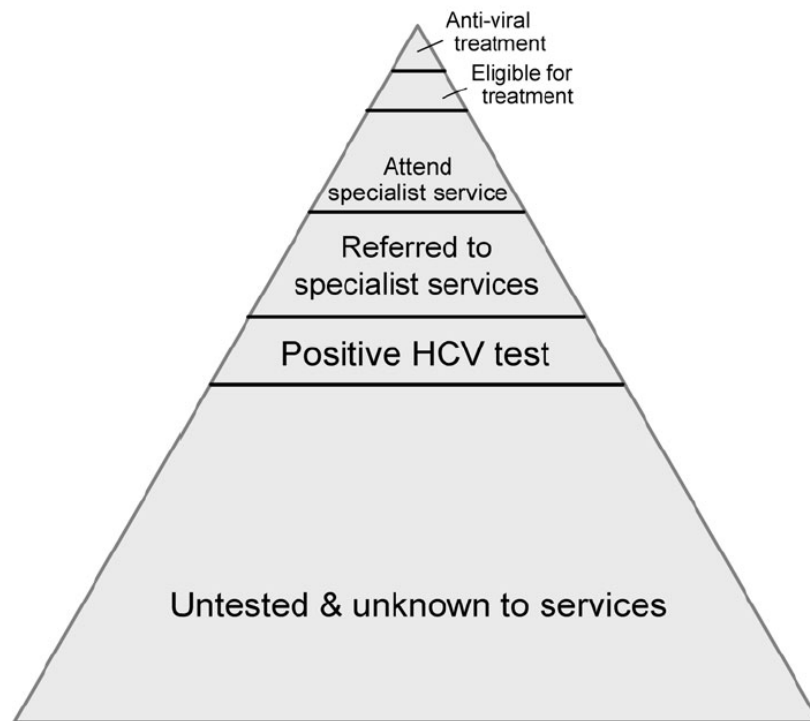 Anti-viral
treatment
Eligible for
treatment
Attend
specialist service
Referred to
specialist services
Positive HCV test
Untested & unknown to services